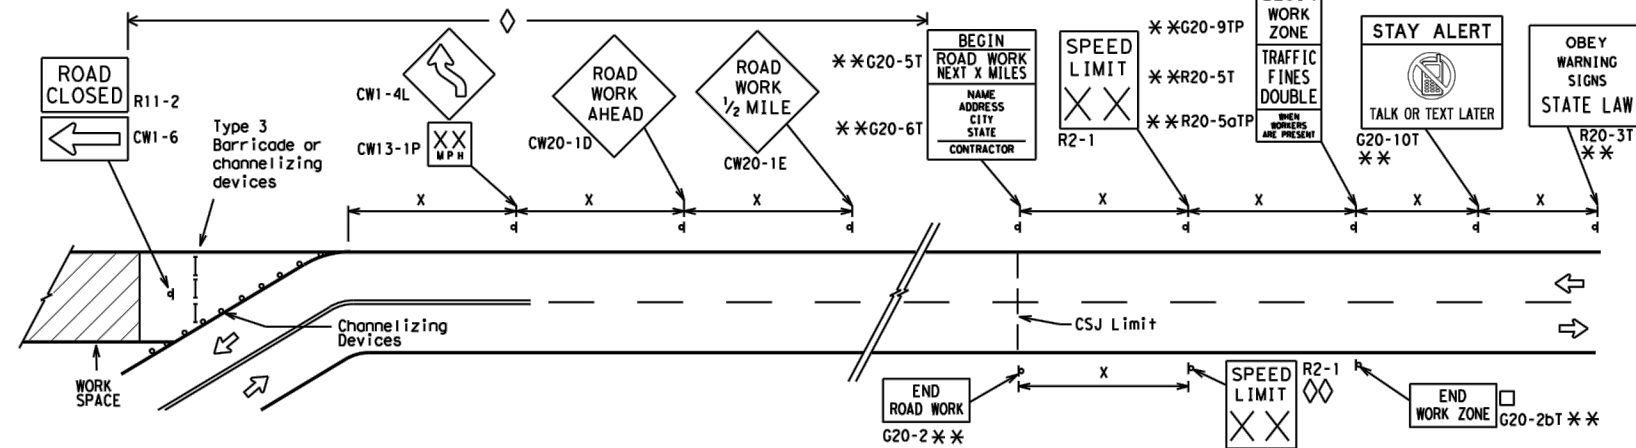 ROAD
CLOSED
R11-2
CW1-6
Type 3
Barricade or
channelizing
devices
CW1-4L
XX
MPH
CW13-1P
ROAD
WORK
AHEAD
CW20-1D
ROAD
WORK
1/2 MILE
CW20-1E
**G20-5T
**G20-6T
BEGIN
ROAD WORK
NEXT X MILES
NAME
ADDRESS
CITY
STATE
CONTRACTOR
SPEED
LIMIT
XX
R2-1
**G20-9TP
**R20-5T
**R20-5aTP
WORK
ZONE
TRAFFIC
FINES
DOUBLE
WHEN
WORKERS
ARE PRESENT
STAY ALERT
TALK OR TEXT LATER
G20-10T
**
OBEY
WARNING
SIGNS
STATE LAW
R20-3T
**
X
X
X
X
X
X
X
Channelizing
Devices
CSJ Limit
WORK
SPACE
END
ROAD WORK
G20-2**
X
SPEED
LIMIT
XX
R2-1
END
WORK ZONE
G20-2bT**